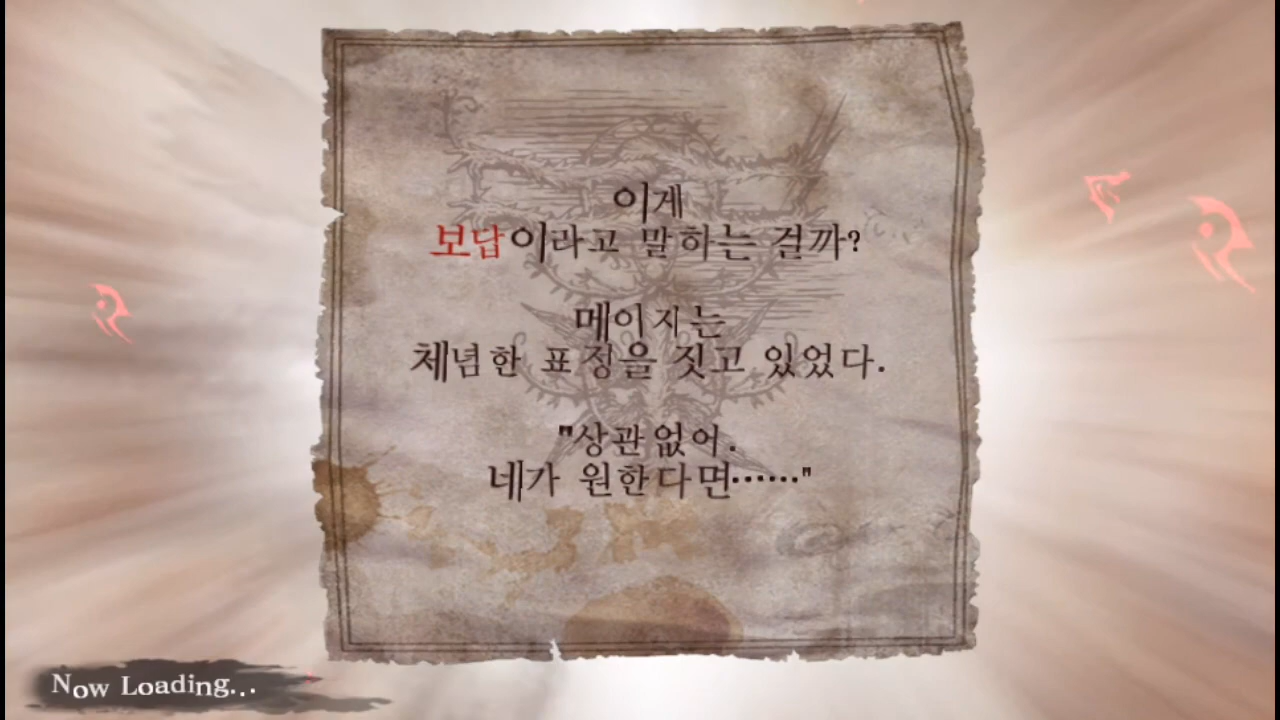 이게
보답이라고 말하는 걸까?
메이지는
체념한 표정을 짓고 있었다.
"상관없어.
네가 원한다면……"
Now Loading...